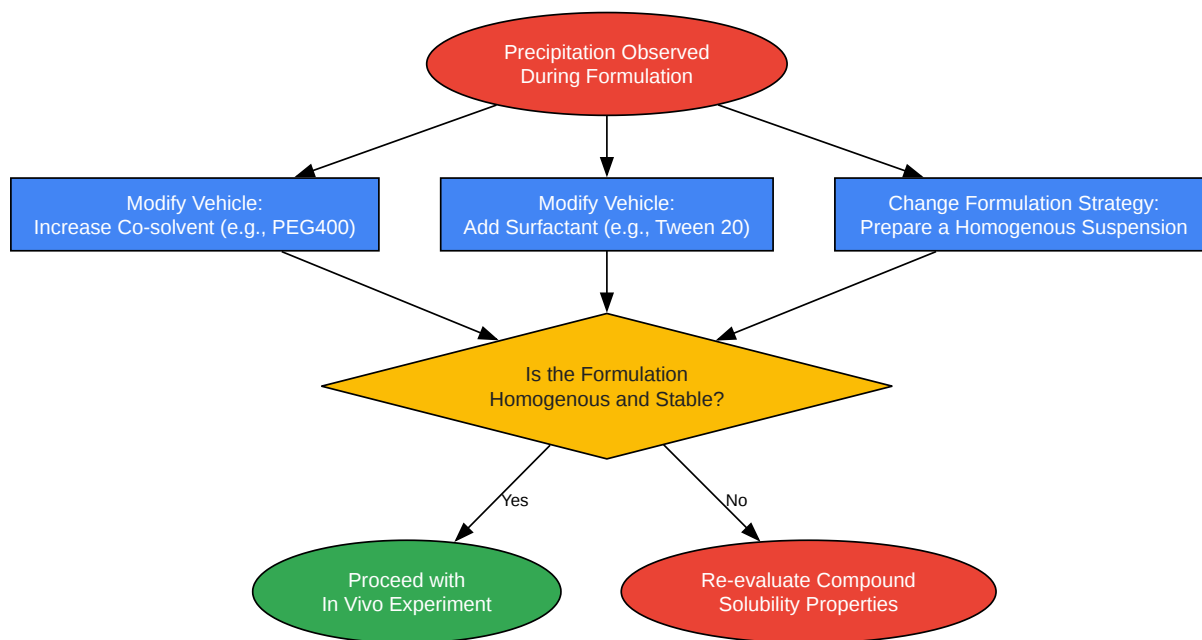 Precipitation Observed
During Formulation
Modify Vehicle:
Increase Co-solvent (e.g., PEG400)
Modify Vehicle:
Add Surfactant (e.g., Tween 20)
Change Formulation Strategy:
Prepare a Homogenous Suspension
Is the Formulation
Homogenous and Stable?
Yes
No
Proceed with
In Vivo Experiment
Re-evaluate Compound
Solubility Properties